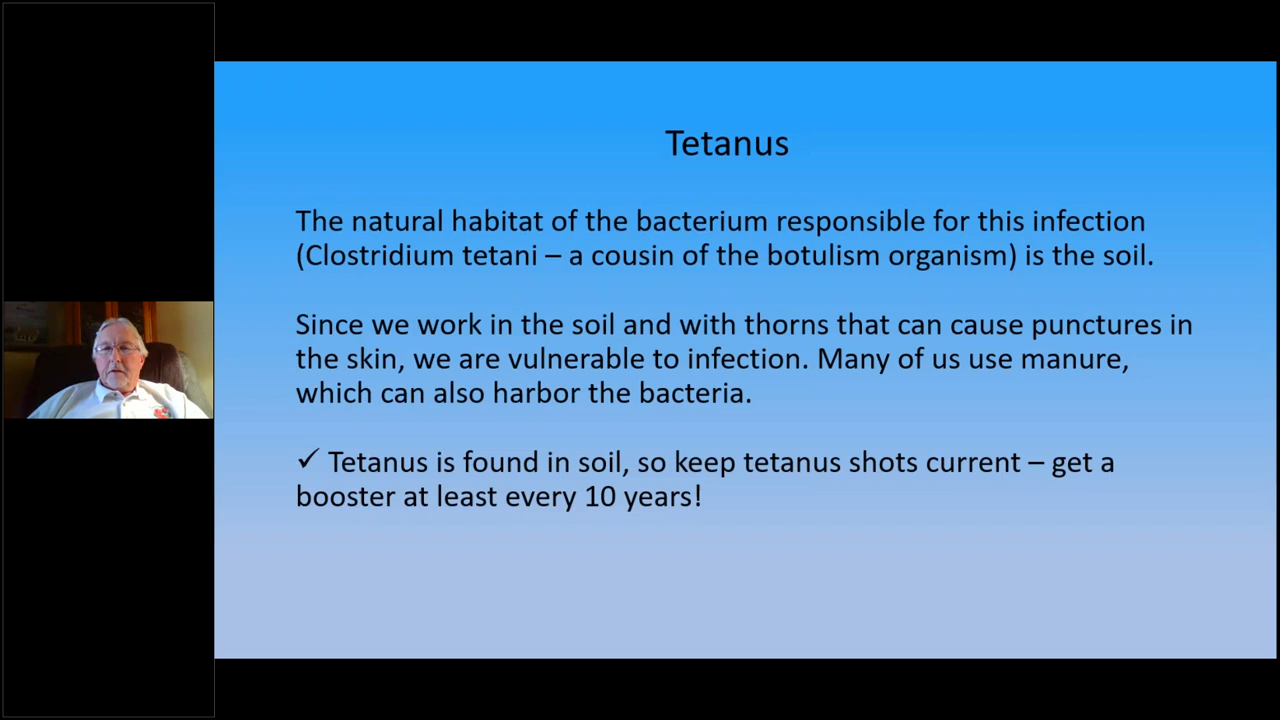 Tetanus
The natural habitat of the bacterium responsible for this infection
(Clostridium tetani – a cousin of the botulism organism) is the soil.
Since we work in the soil and with thorns that can cause punctures in
the skin, we are vulnerable to infection. Many of us use manure,
which can also harbor the bacteria.
✓ Tetanus is found in soil, so keep tetanus shots current – get a
booster at least every 10 years!